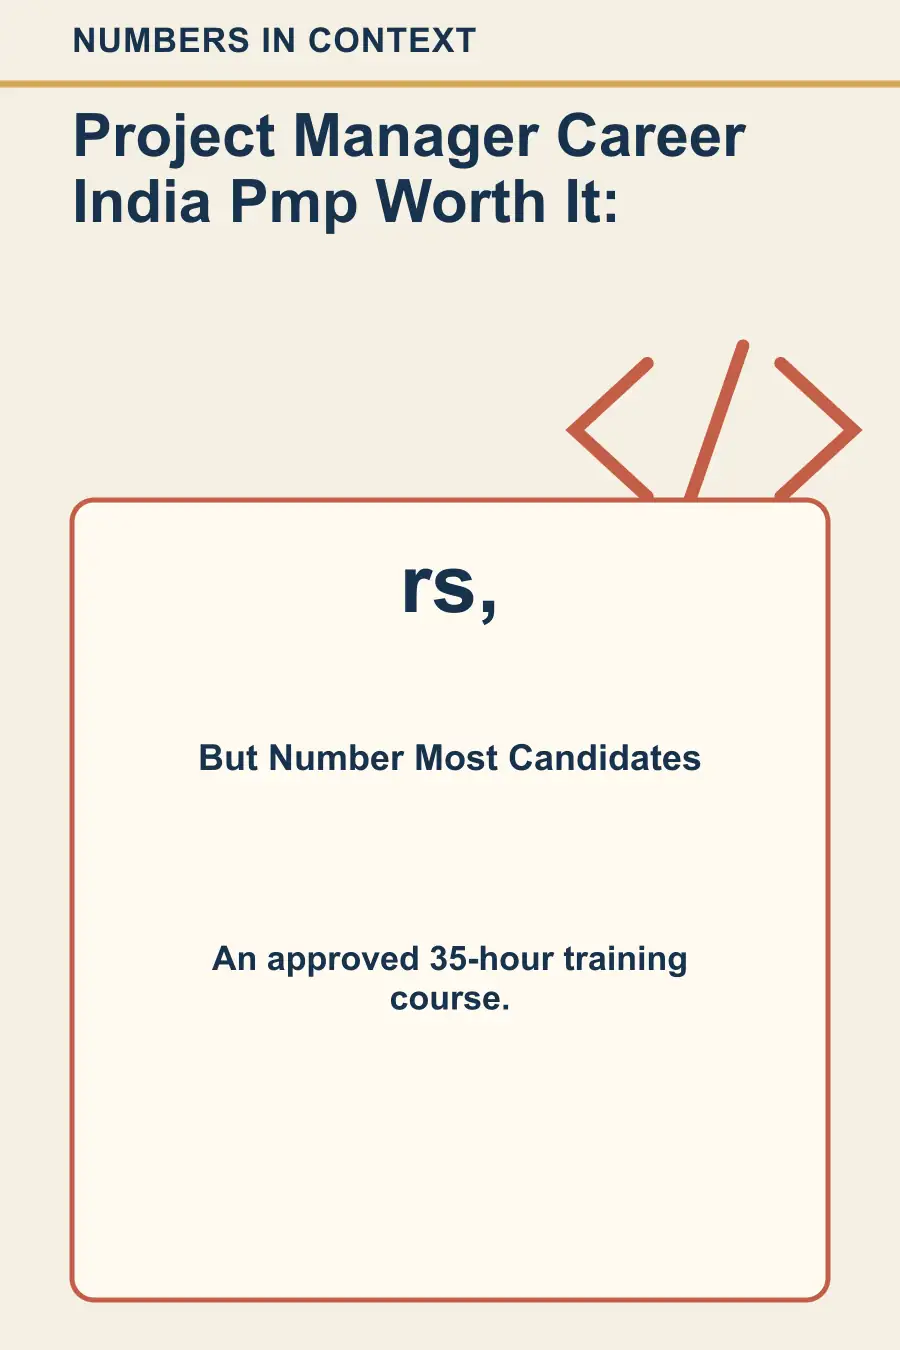 NUMBERS IN CONTEXT
Project Manager Career
India Pmp Worth It:
rs,
But Number Most Candidates
An approved 35-hour training
course.